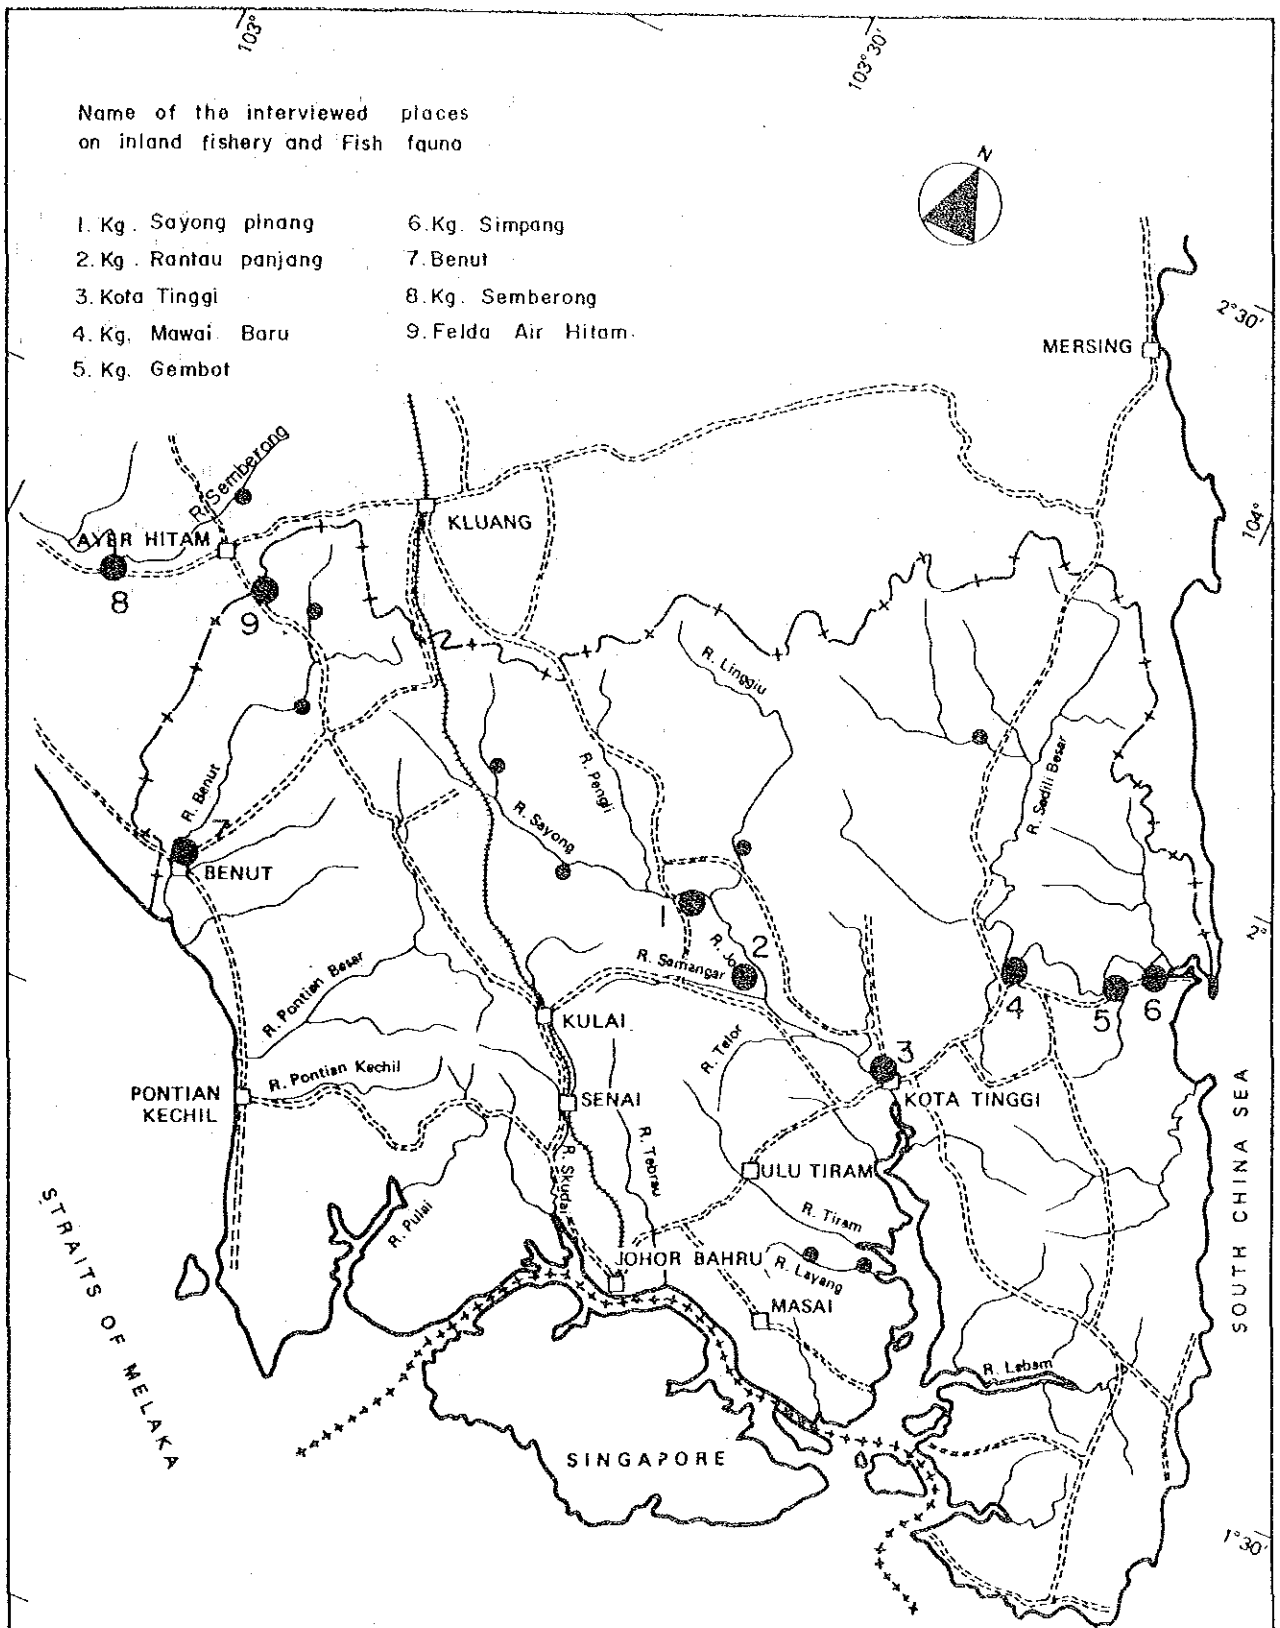 103°
103°30'
Name of the interviewed places
on inland fishery and Fish fauna
1. Kg. Sayong pinang
2. Kg. Rantau panjang
3. Kota Tinggi
4. Kg. Mawai Baru
5. Kg. Gembot
6. Kg. Simpang
7. Benut
8. Kg. Semberong
9. Felda Air Hitam
N
2°30'
MERSING
R. Semberong
AYER HITAM
KLUANG
104°
8
9
R. Linggiu
R. Benut
R. Pengli
R. Sayong
R. Sedili Besar
7
BENUT
1
2
R. Jo
R. Samangar
2°
4
5
6
R. Pontian Besar
KULAI
R. Telor
3
R. Pontian Kechil
PONTIAN
KECHIL
SENAI
KOTA TINGGI
R. Tebrau
R. Skudai
ULU TIRAM
R. Pulai
R. Tiram
JOHOR BAHRU
R. Layang
MASAI
STRAITS OF MELAKA
SOUTH CHINA SEA
R. Lebam
SINGAPORE
1°30'